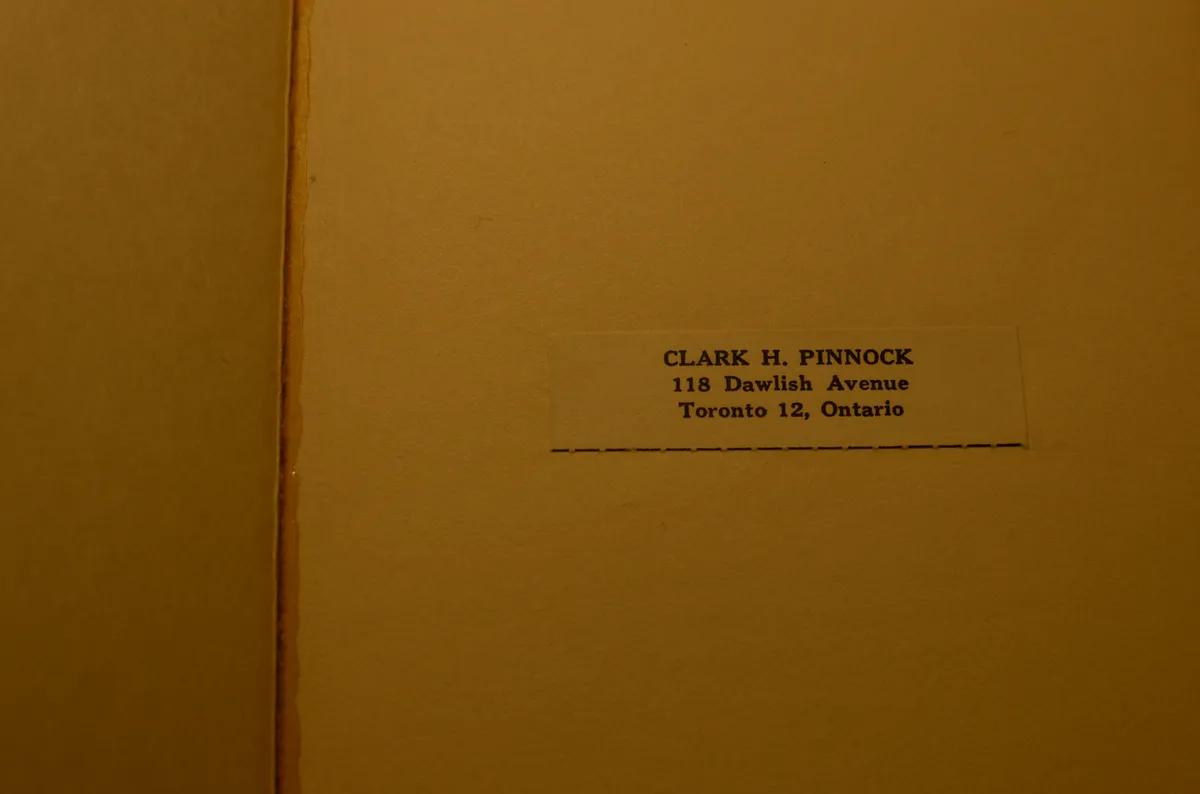 CLARK H. PINNOCK
118 Dawlish Avenue
Toronto 12, Ontario